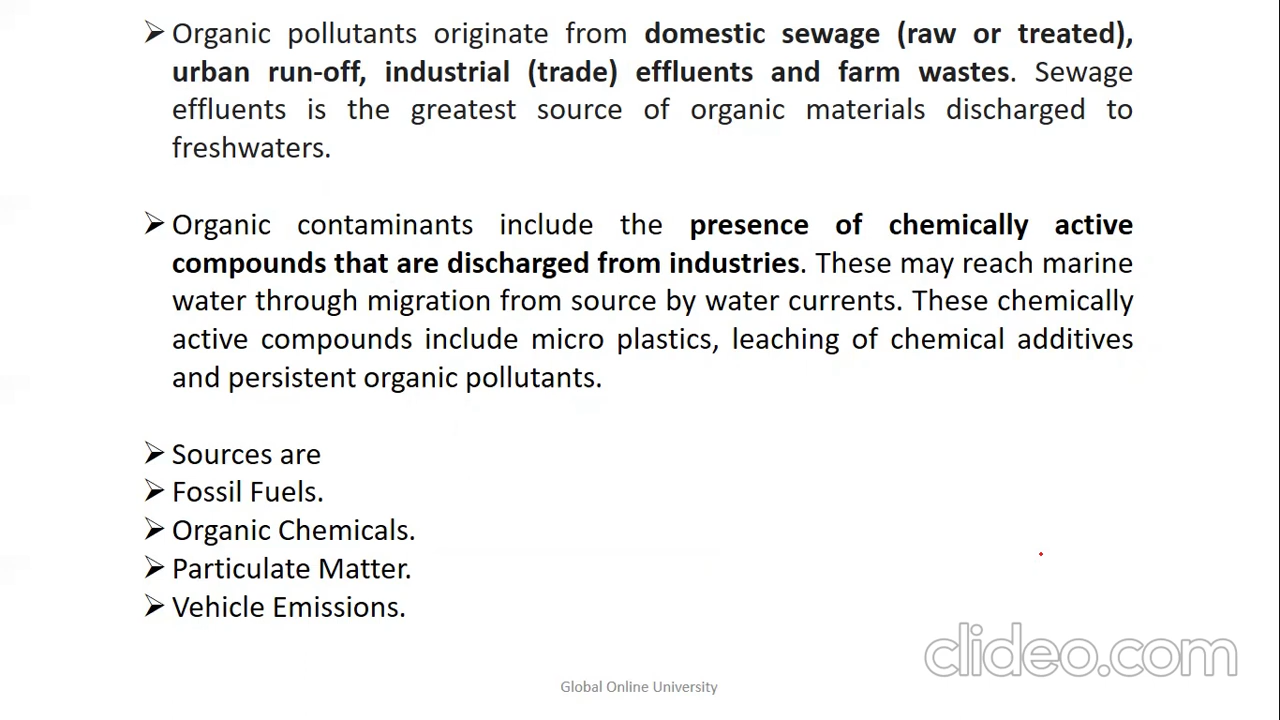 ➢ Organic pollutants originate from domestic sewage (raw or treated),
urban run-off, industrial (trade) effluents and farm wastes. Sewage
effluents is the greatest source of organic materials discharged to
freshwaters.
➢ Organic contaminants include the presence of chemically active
compounds that are discharged from industries. These may reach marine
water through migration from source by water currents. These chemically
active compounds include micro plastics, leaching of chemical additives
and persistent organic pollutants.
➢ Sources are
➢ Fossil Fuels.
➢ Organic Chemicals.
➢ Particulate Matter.
➢ Vehicle Emissions.
clideo.com
Global Online University